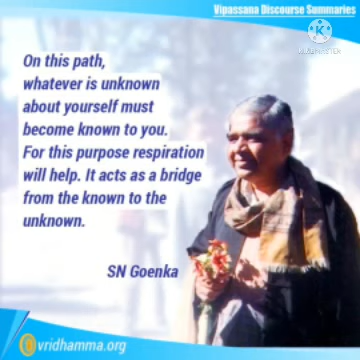 Vipassana Discourse Summaries
K
KINEMASTER
On this path,
whatever is unknown
about yourself must
become known to you.
For this purpose respiration
will help. It acts as a bridge
from the known to the
unknown.
SN Goenka
vridhamma.org